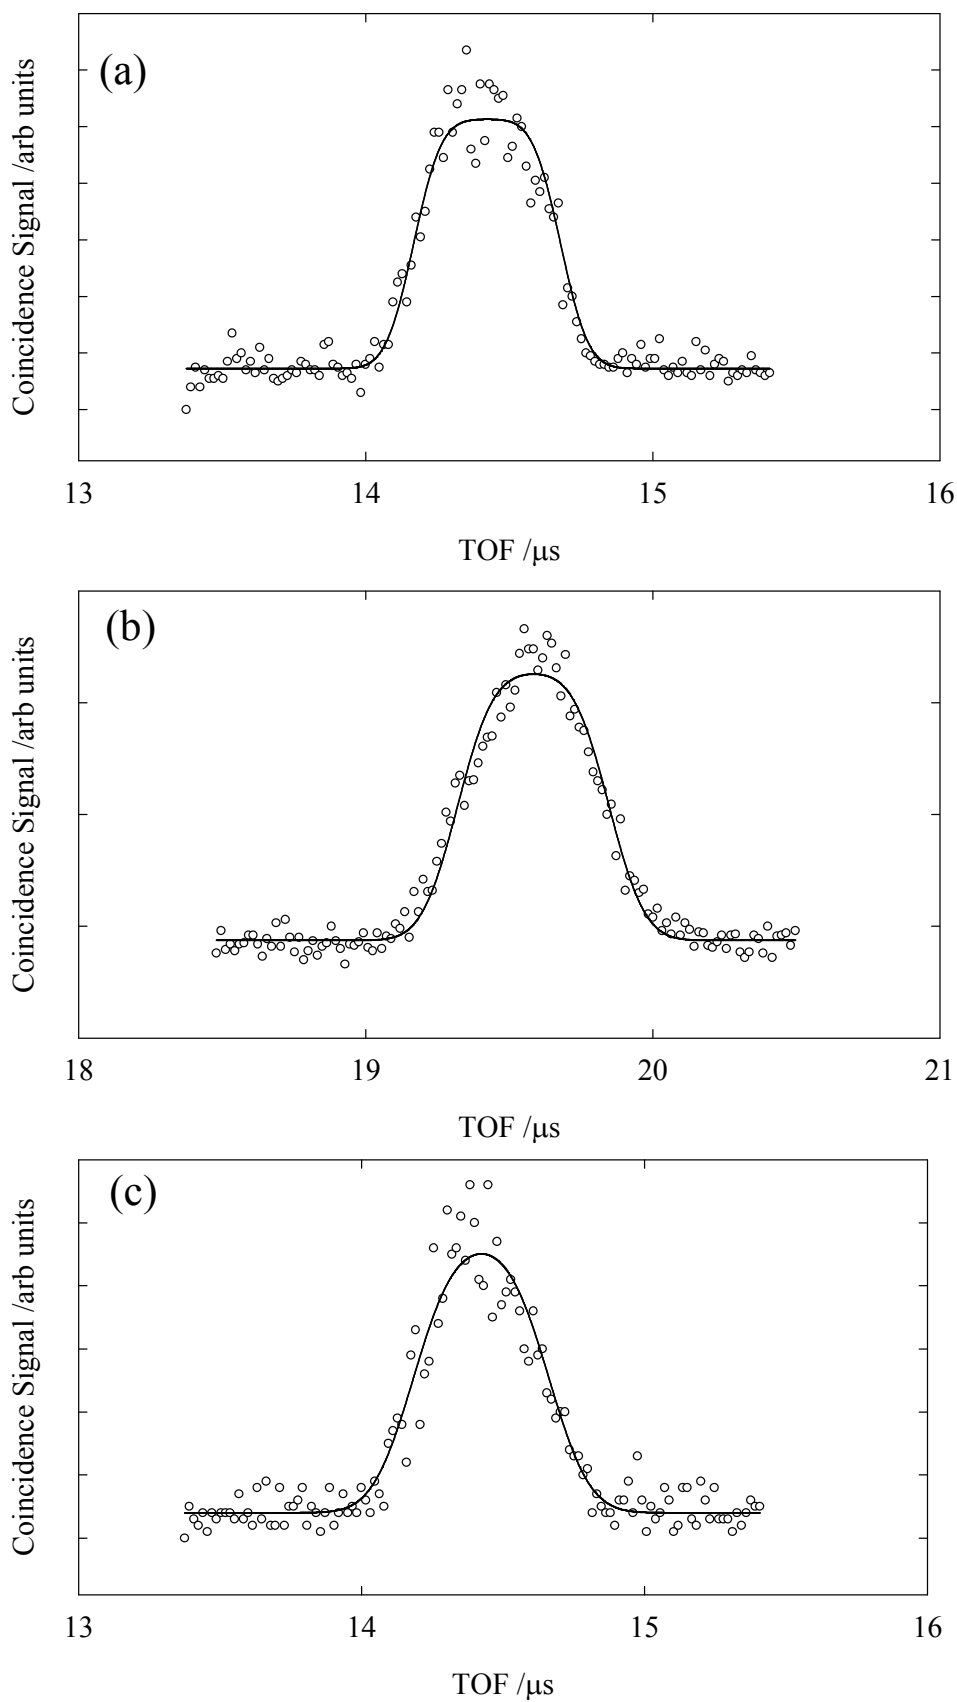 (a)
Coincidence Signal /arb units
13 14 15 16
TOF /μs
(b)
Coincidence Signal /arb units
18 19 20 21
TOF /μs
(c)
Coincidence Signal /arb units
13 14 15 16
TOF /μs